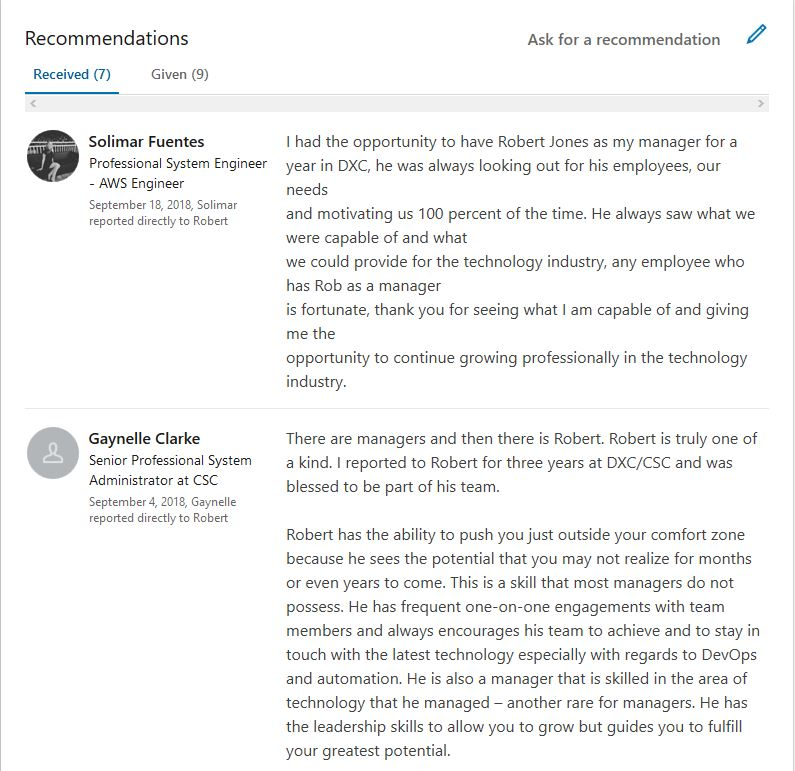 Recommendations
Ask for a recommendation
Received (7)
Given (9)
Solimar Fuentes
Professional System Engineer
- AWS Engineer
September 18, 2018, Solimar
reported directly to Robert
I had the opportunity to have Robert Jones as my manager for a
year in DXC, he was always looking out for his employees, our
needs
and motivating us 100 percent of the time. He always saw what we
were capable of and what
we could provide for the technology industry, any employee who
has Rob as a manager
is fortunate, thank you for seeing what I am capable of and giving
me the
opportunity to continue growing professionally in the technology
industry.
Gaynelle Clarke
Senior Professional System
Administrator at CSC
September 4, 2018, Gaynelle
reported directly to Robert
There are managers and then there is Robert. Robert is truly one of
a kind. I reported to Robert for three years at DXC/CSC and was
blessed to be part of his team.
Robert has the ability to push you just outside your comfort zone
because he sees the potential that you may not realize for months
or even years to come. This is a skill that most managers do not
possess. He has frequent one-on-one engagements with team
members and always encourages his team to achieve and to stay in
touch with the latest technology especially with regards to DevOps
and automation. He is also a manager that is skilled in the area of
technology that he managed – another rare for managers. He has
the leadership skills to allow you to grow but guides you to fulfill
your greatest potential.